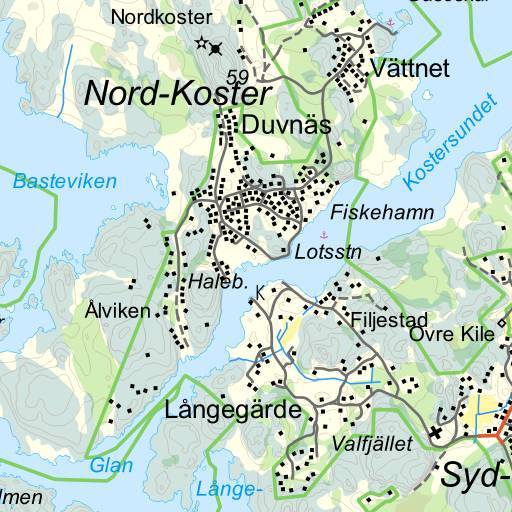 Nordkoster
59
Vättnet
Nord-Koster
Duvnäs
Kostersundet
Basteviken
Fiskehamn
Lotsstn
Haleb.
K
Ålviken
Filjestad
Övre Kile
Långegärde
Valfjället
Glan
Syd-
Långe-
lmen